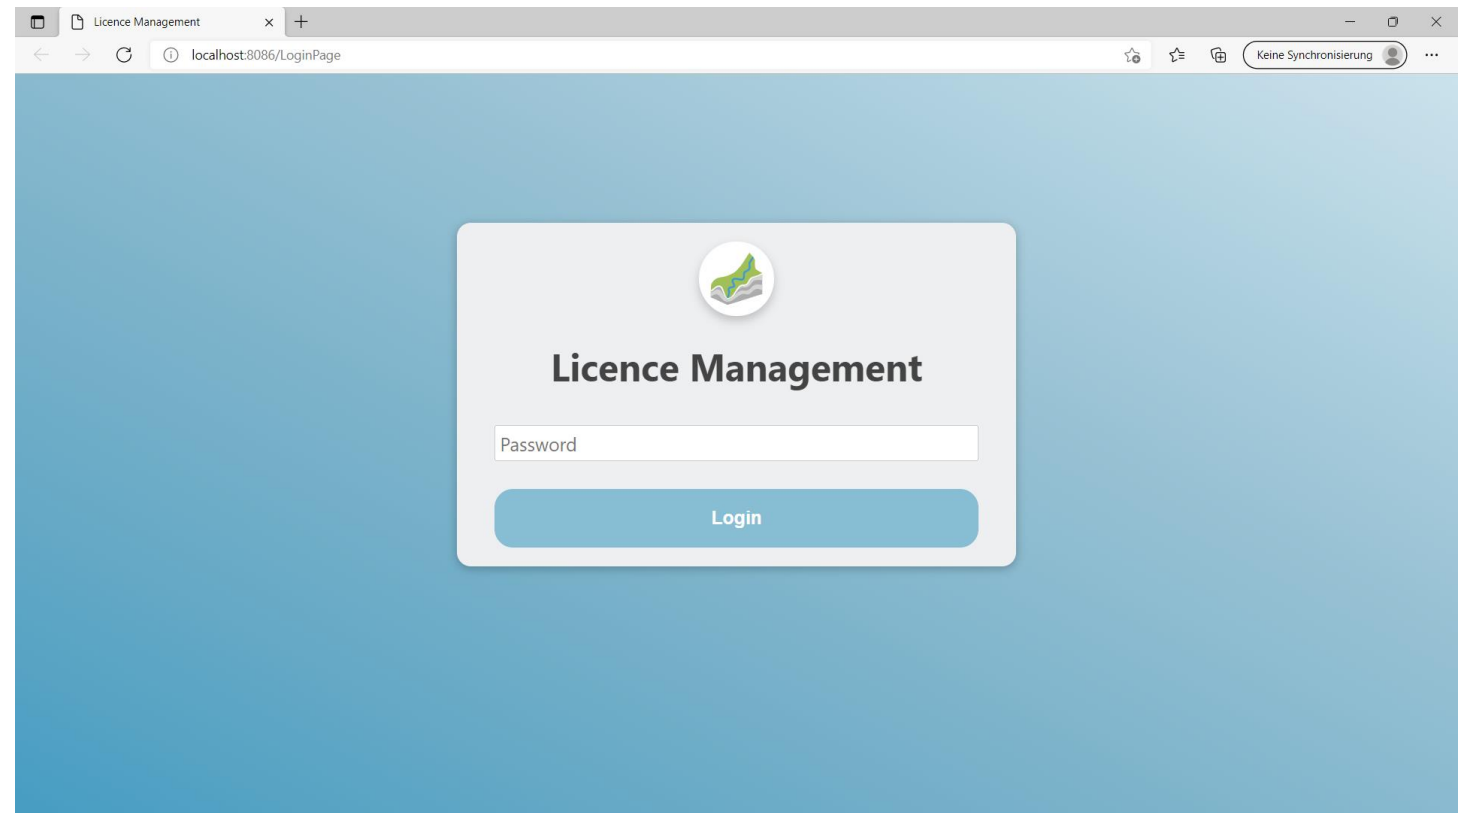 Licence Management
localhost:8086/LoginPage
Keine Synchronisierung
Licence Management
Password
Login